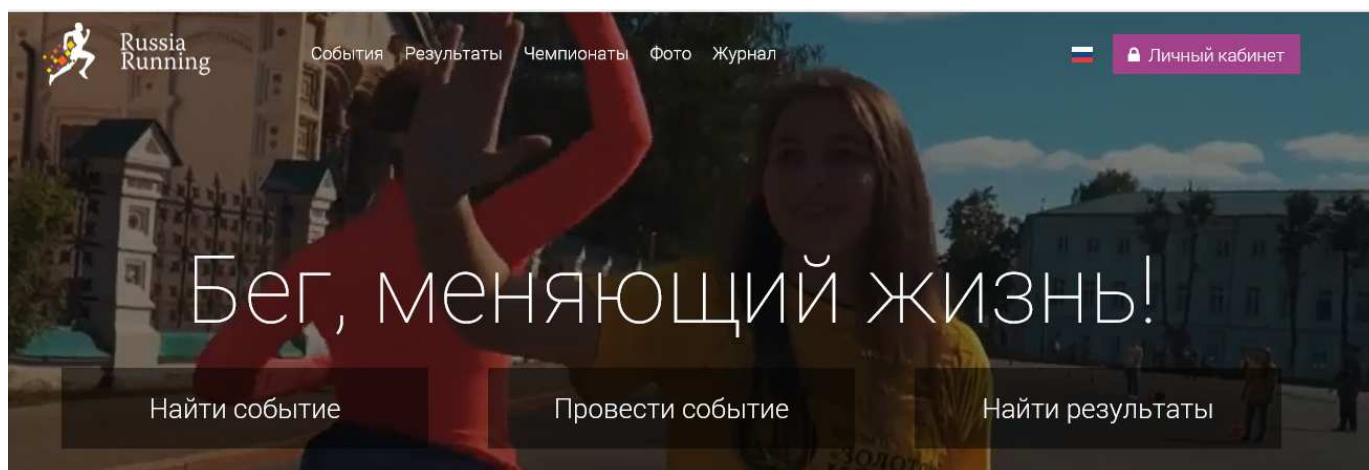 Russia
Running
События Результаты Чемпионаты Фото Журнал
Личный кабинет
Бег, меняющий жизнь!
Найти событие
Провести событие
Найти результаты